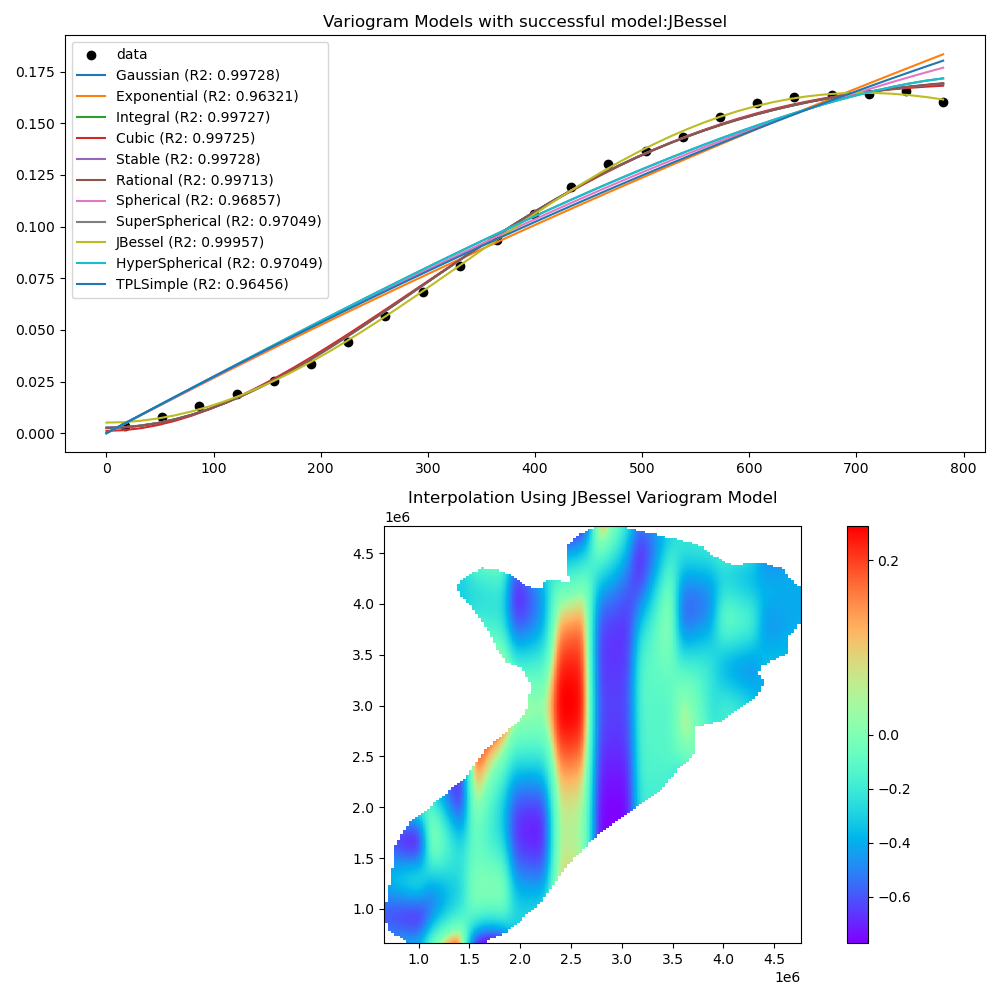 Variogram Models with successful model:JBessel
data
Gaussian (R2: 0.99728)
Exponential (R2: 0.96321)
Integral (R2: 0.99727)
Cubic (R2: 0.99725)
Stable (R2: 0.99728)
Rational (R2: 0.99713)
Spherical (R2: 0.96857)
SuperSpherical (R2: 0.97049)
JBessel (R2: 0.99957)
HyperSpherical (R2: 0.97049)
TPLSimple (R2: 0.96456)
0.175
0.150
0.125
0.100
0.075
0.050
0.025
0.000
0 100 200 300 400 500 600 700 800
Interpolation Using JBessel Variogram Model
1e6
4.5
4.0
3.5
3.0
2.5
2.0
1.5
1.0
1.0 1.5 2.0 2.5 3.0 3.5 4.0 4.5
1e6
0.2
0.0
−0.2
−0.4
−0.6